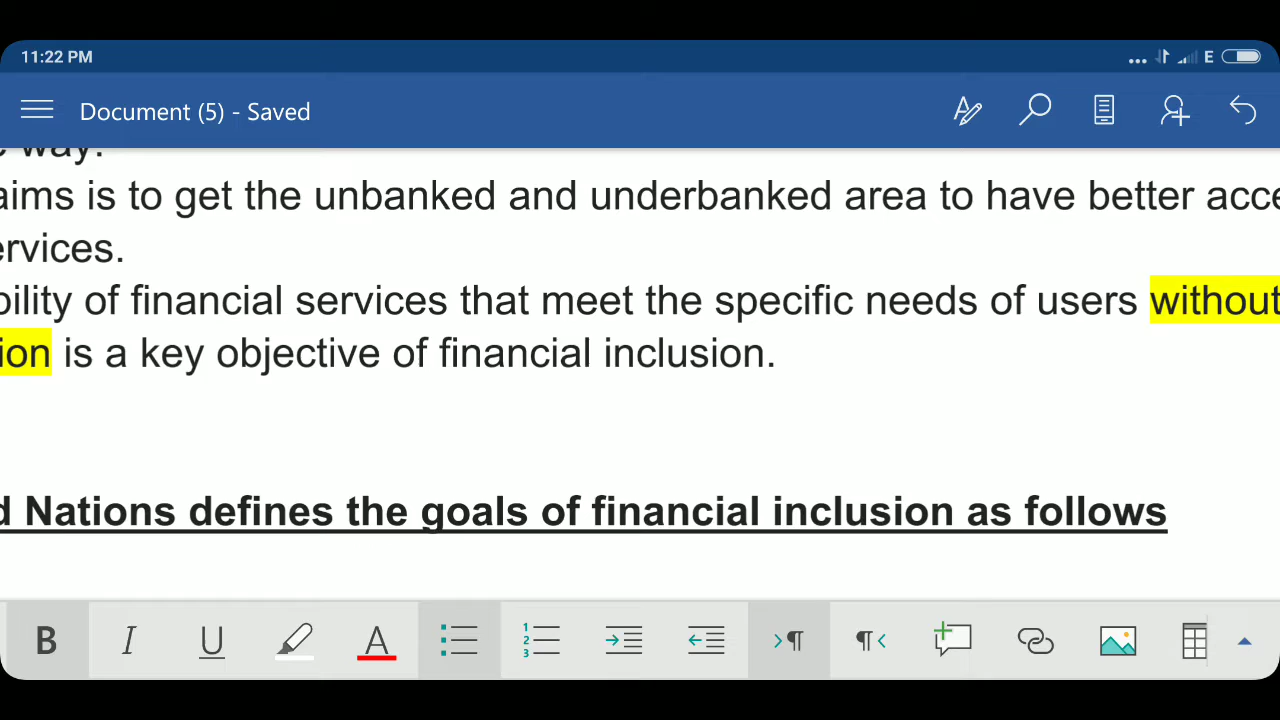 11:22 PM
E
Document (5) - Saved
way.
aims is to get the unbanked and underbanked area to have better
ervices.
bility of financial services that meet the specific needs of users without
ion is a key objective of financial inclusion.
d Nations defines the goals of financial inclusion as follows
B I U A